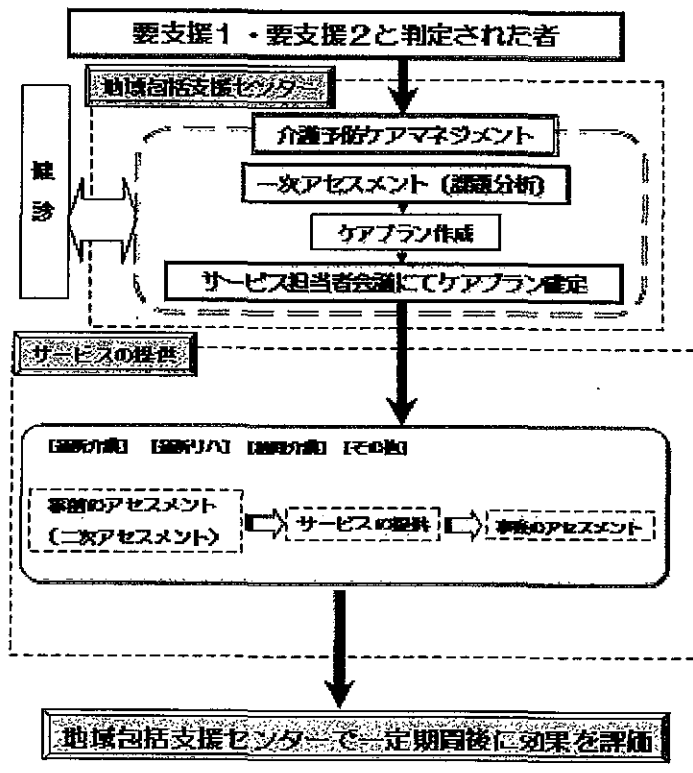 要支援1・要支援2と判定された者
地域包括支援センター
健診
介護予防ケアマネジメント
一次アセスメント(課題分析)
ケアプラン作成
サービス担当者会議にてケアプラン確定
サービスの提供
[通所介護] [通所リハ] [訪問介護] [その他]
事前のアセスメント
(二次アセスメント)
サービスの提供
事後のアセスメント
地域包括支援センターで一定期間後に効果を評価